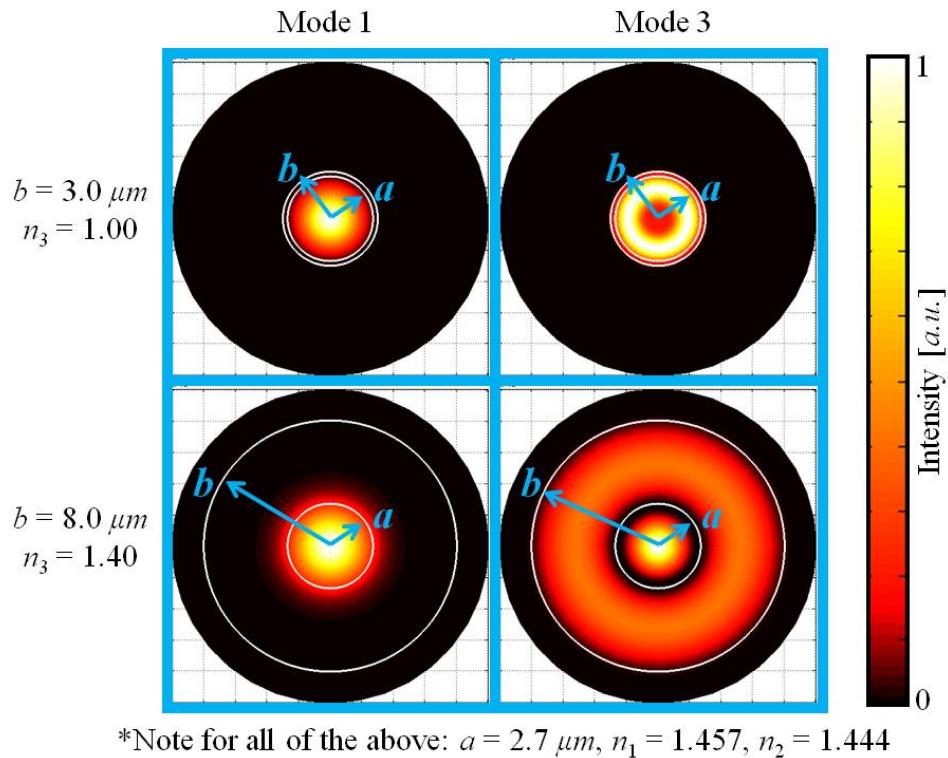 Mode 1 Mode 3
1
b = 3.0 μm
n₃ = 1.00
b a b a
Intensity [a.u.]
b = 8.0 μm
n₃ = 1.40
b a b a
0
*Note for all of the above: a = 2.7 μm, n₁ = 1.457, n₂ = 1.444